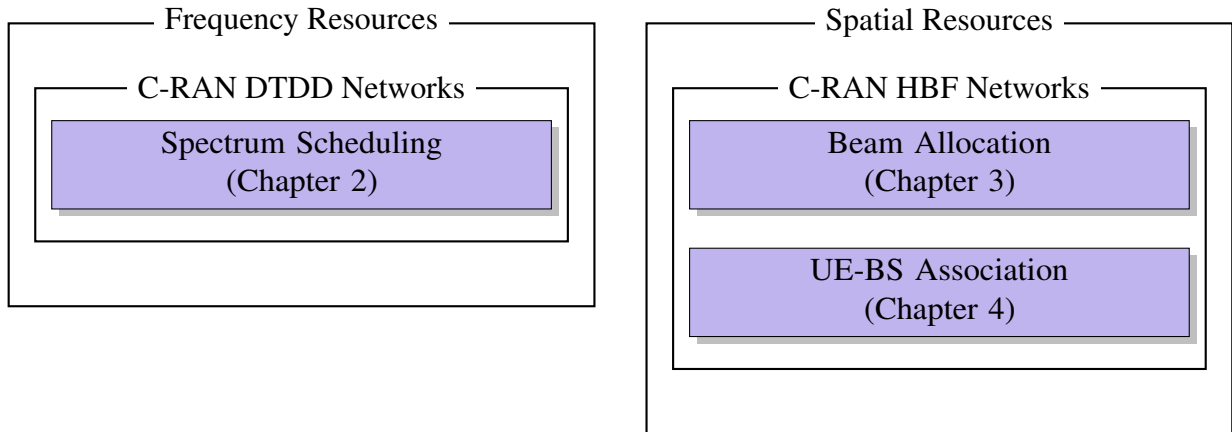 Frequency Resources
C-RAN DTDD Networks
Spectrum Scheduling
(Chapter 2)
Spatial Resources
C-RAN HBF Networks
Beam Allocation
(Chapter 3)
UE-BS Association
(Chapter 4)